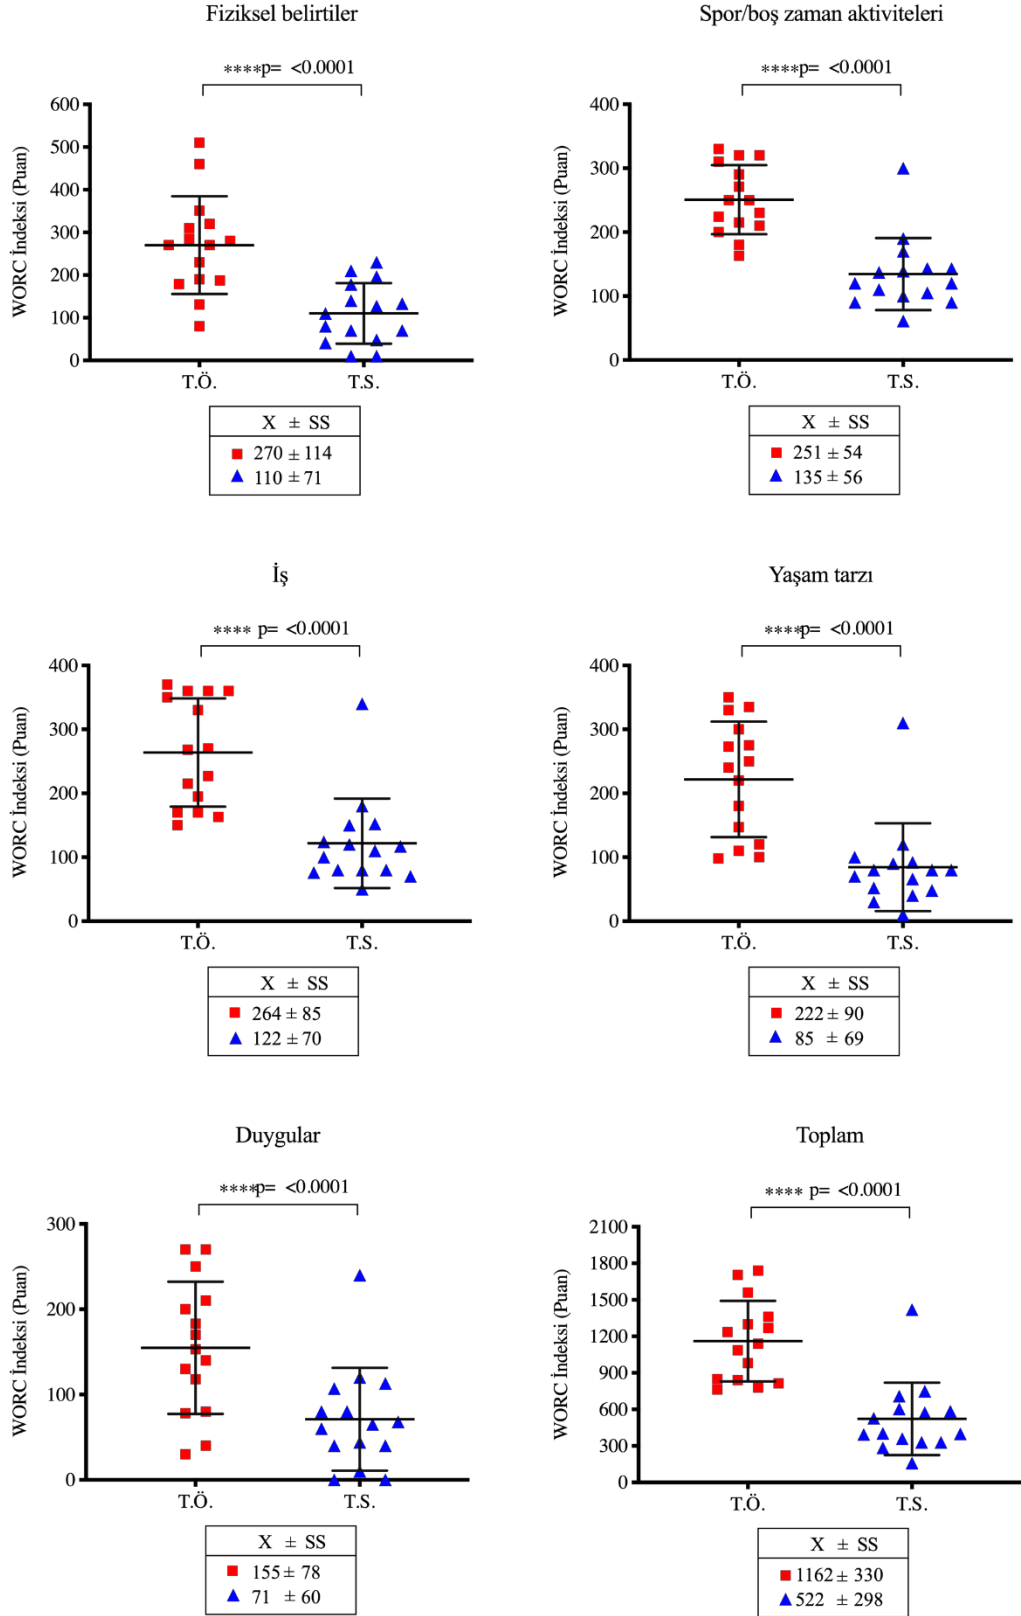 Fiziksel belirtiler
****p= <0.0001
WORC İndeksi (Puan)
600
500
400
300
200
100
0
T.Ö. T.S.
X ± SS
270 ± 114
110 ± 71
Spor/boş zaman aktiviteleri
****p= <0.0001
WORC İndeksi (Puan)
400
300
200
100
0
T.Ö. T.S.
X ± SS
251 ± 54
135 ± 56
İş
**** p= <0.0001
WORC İndeksi (Puan)
400
300
200
100
0
T.Ö. T.S.
X ± SS
264 ± 85
122 ± 70
Yaşam tarzı
****p= <0.0001
WORC İndeksi (Puan)
400
300
200
100
0
T.Ö. T.S.
X ± SS
222 ± 90
85 ± 69
Duygular
****p= <0.0001
WORC İndeksi (Puan)
300
200
100
0
T.Ö. T.S.
X ± SS
155 ± 78
71 ± 60
Toplam
**** p= <0.0001
WORC İndeksi (Puan)
2100
1800
1500
1200
900
600
300
0
T.Ö. T.S.
X ± SS
1162 ± 330
522 ± 298